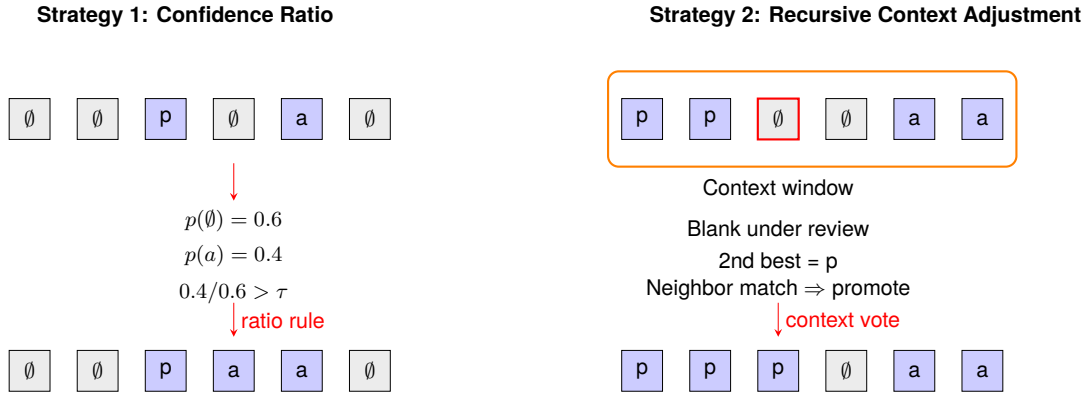 Strategy 1: Confidence Ratio
∅ ∅ p ∅ a ∅
p(∅) = 0.6
p(a) = 0.4
0.4/0.6 > τ
ratio rule
∅ ∅ p a a ∅
Strategy 2: Recursive Context Adjustment
p p ∅ ∅ a a
Context window
Blank under review
2nd best = p
Neighbor match ⇒ promote
context vote
p p p ∅ a a